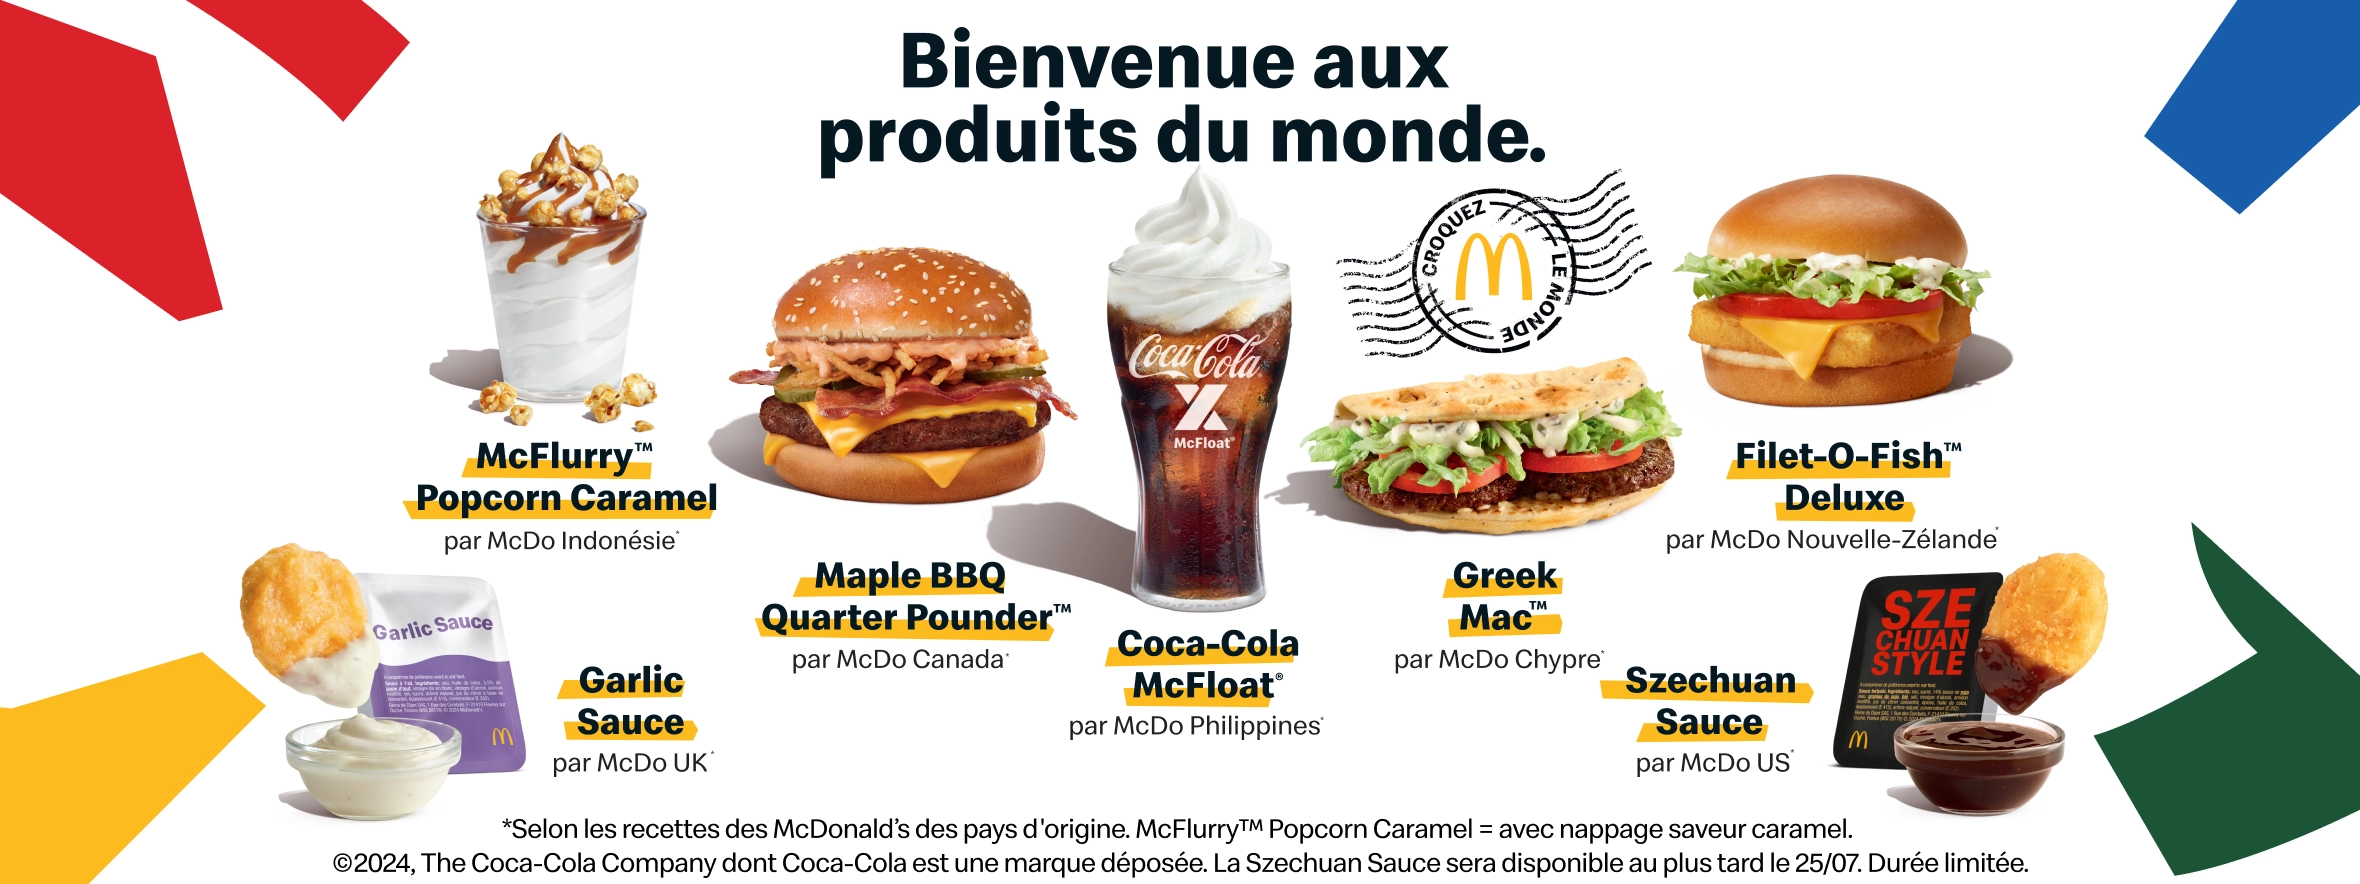 Bienvenue aux
produits du monde.
CROQUEZ LE MONDE
McFlurry™
Popcorn Caramel
par McDo Indonésie*
Maple BBQ
Quarter Pounder™
par McDo Canada*
Coca-Cola
X
McFloat®
Coca-Cola
McFloat®
par McDo Philippines*
Greek
Mac™
par McDo Chypre*
Filet-O-Fish™
Deluxe
par McDo Nouvelle-Zélande*
Garlic Sauce
Garlic
Sauce
par McDo UK*
Szechuan
Sauce
par McDo US*
SZE
CHUAN
STYLE
*Selon les recettes des McDonald’s des pays d'origine. McFlurry™ Popcorn Caramel = avec nappage saveur caramel.
©2024, The Coca-Cola Company dont Coca-Cola est une marque déposée. La Szechuan Sauce sera disponible au plus tard le 25/07. Durée limitée.